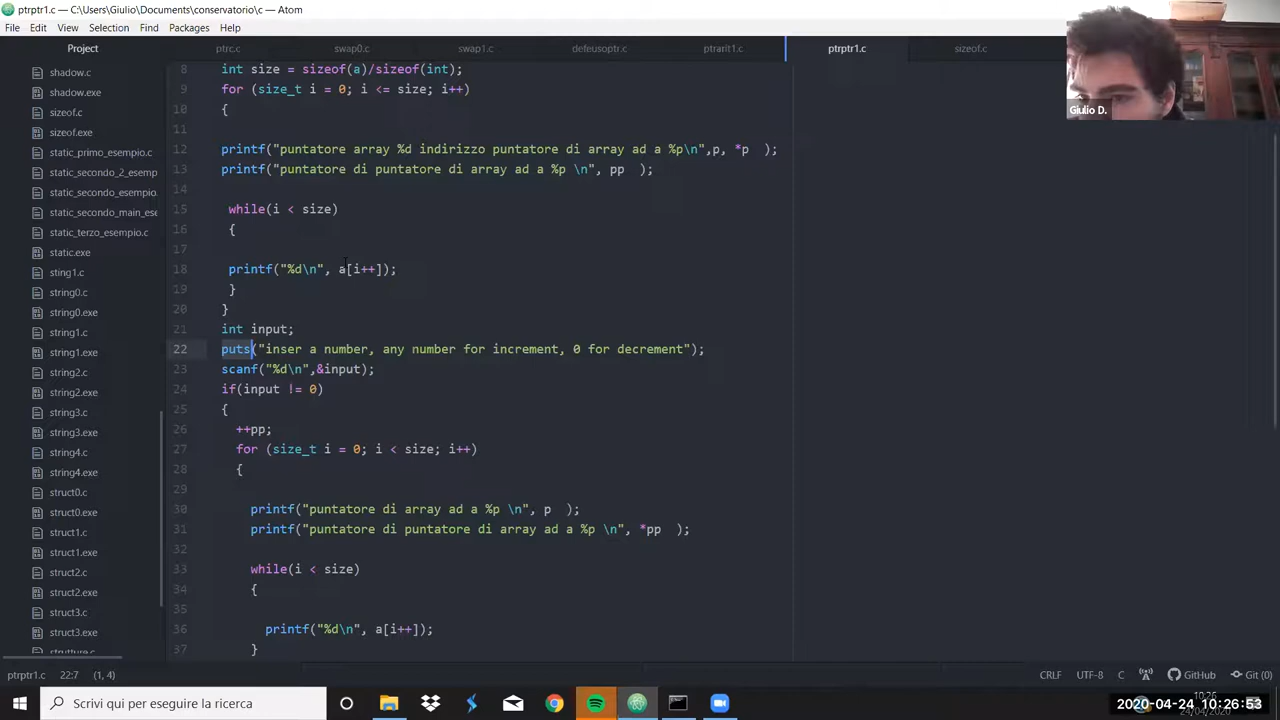 ptrptr1.c — C:\Users\Giulio\Documents\conservatorio\c — Atom
File Edit View Selection Find Packages Help
Project
ptrc.c swap0.c swap1.c defeusoptr.c ptrarit1.c ptrptr1.c sizeof.c
shadow.c
shadow.exe
sizeof.c
sizeof.exe
static_primo_esempio.c
static_secondo_2_esemp
static_secondo_esempio.
static_secondo_main_ese
static_terzo_esempio.c
static.exe
sting1.c
string0.c
string0.exe
string1.c
string1.exe
string2.c
string2.exe
string3.c
string3.exe
string4.c
string4.exe
struct0.c
struct0.exe
struct1.c
struct1.exe
struct2.c
struct2.exe
struct3.c
struct3.exe
strutture.c
8 int size = sizeof(a)/sizeof(int);
9 for (size_t i = 0; i <= size; i++)
10 {
11
12 printf("puntatore array %d indirizzo puntatore di array ad a %p\n",p, *p );
13 printf("puntatore di puntatore di array ad a %p \n", pp );
14
15 while(i < size)
16 {
17
18 printf("%d\n", a[i++]);
19 }
20 }
21 int input;
22 puts("inser a number, any number for increment, 0 for decrement");
23 scanf("%d\n",&input);
24 if(input != 0)
25 {
26 ++pp;
27 for (size_t i = 0; i < size; i++)
28 {
29
30 printf("puntatore di array ad a %p \n", p );
31 printf("puntatore di puntatore di array ad a %p \n", *pp );
32
33 while(i < size)
34 {
35
36 printf("%d\n", a[i++]);
37 }
Giulio D.
ptrptr1.c 22:7 (1, 4) CRLF UTF-8 C GitHub Git (0)
Scrivi qui per eseguire la ricerca
10:26
24/04/2020
2020-04-24 10:26:53